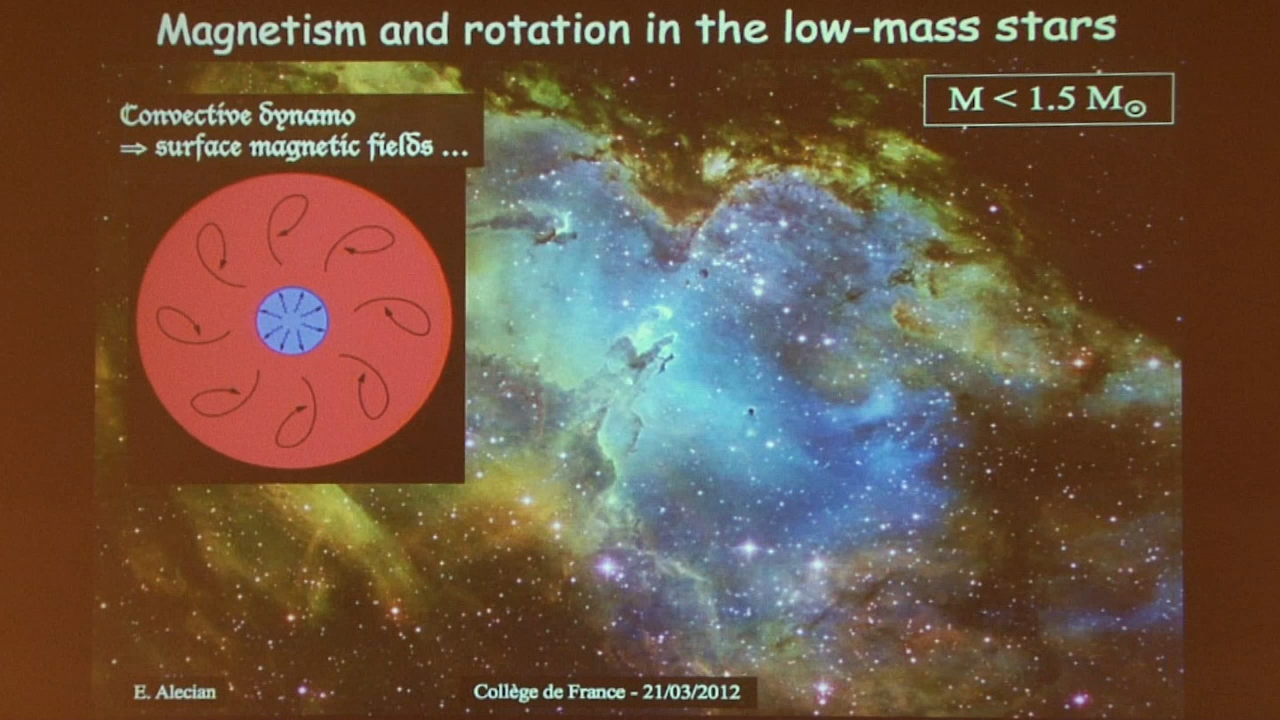 Magnetism and rotation in the low-mass stars
M < 1.5 M⊙
Convective dynamo
⇒ surface magnetic fields ...
E. Alecian
Collège de France - 21/03/2012